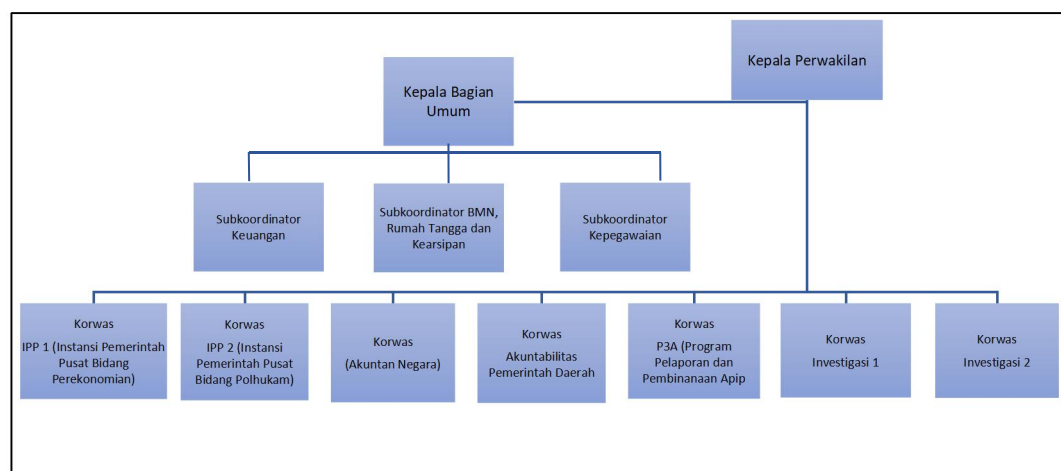 Kepala Perwakilan
Kepala Bagian
Umum
Subkoordinator
Keuangan
Subkoordinator BMN,
Rumah Tangga dan
Kearsipan
Subkoordinator
Kepegawaian
Korwas
IPP 1 (Instansi Pemerintah
Pusat Bidang
Perekonomian)
Korwas
IPP 2 (Instansi
Pemerintah Pusat
Bidang Polhukam)
Korwas
(Akuntan Negara)
Korwas
Akuntabilitas
Pemerintah Daerah
Korwas
P3A (Program
Pelaporan dan
Pembinanaan Apip
Korwas
Investigasi 1
Korwas
Investigasi 2